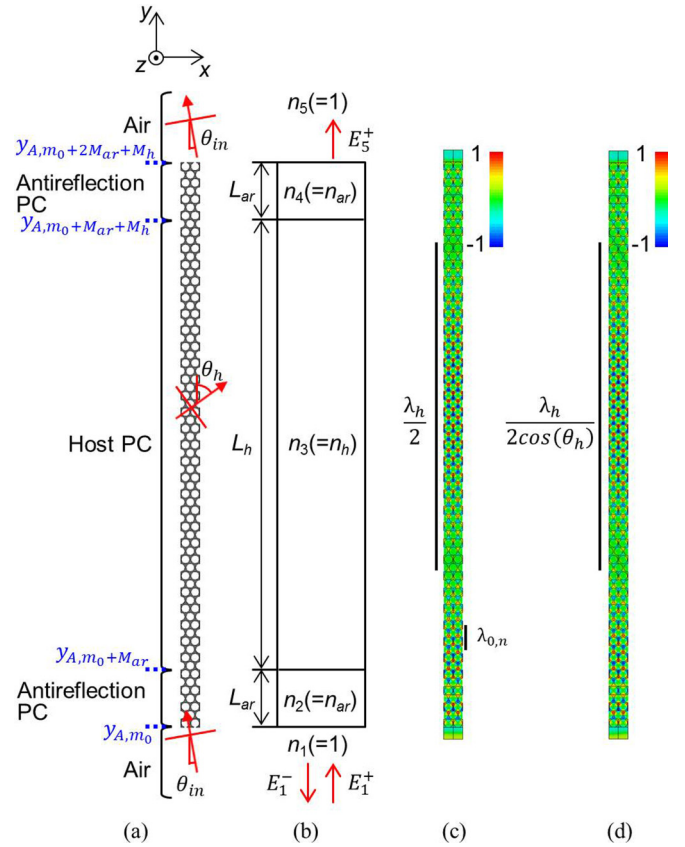 y
z
x
Air
θ_in
y_{A,m_0+2M_ar+M_h}
Antireflection
PC
y_{A,m_0+M_ar+M_h}
θ_h
Host PC
y_{A,m_0+M_ar}
Antireflection
PC
y_{A,m_0}
Air
θ_in
(a)
n_5(=1)
E_5^+
L_ar
n_4(=n_ar)
L_h
n_3(=n_h)
L_ar
n_2(=n_ar)
n_1(=1)
E_1^-
E_1^+
(b)
1
-1
λ_h
2
λ_{0,n}
(c)
1
-1
λ_h
2cos(θ_h)
(d)